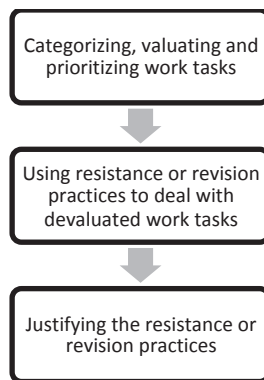 Categorizing, valuating and
prioritizing work tasks
Using resistance or revision
practices to deal with
devaluated work tasks
Justifying the resistance or
revision practices